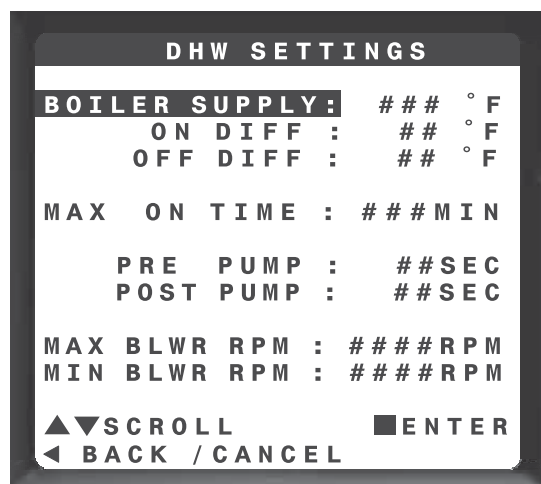 DHW SETTINGS
BOILER SUPPLY: ### °F
ON DIFF : ## °F
OFF DIFF : ## °F
MAX ON TIME : ###MIN
PRE PUMP : ##SEC
POST PUMP : ##SEC
MAX BLWR RPM : ####RPM
MIN BLWR RPM : ####RPM
▲▼SCROLL ■ENTER
◀ BACK /CANCEL